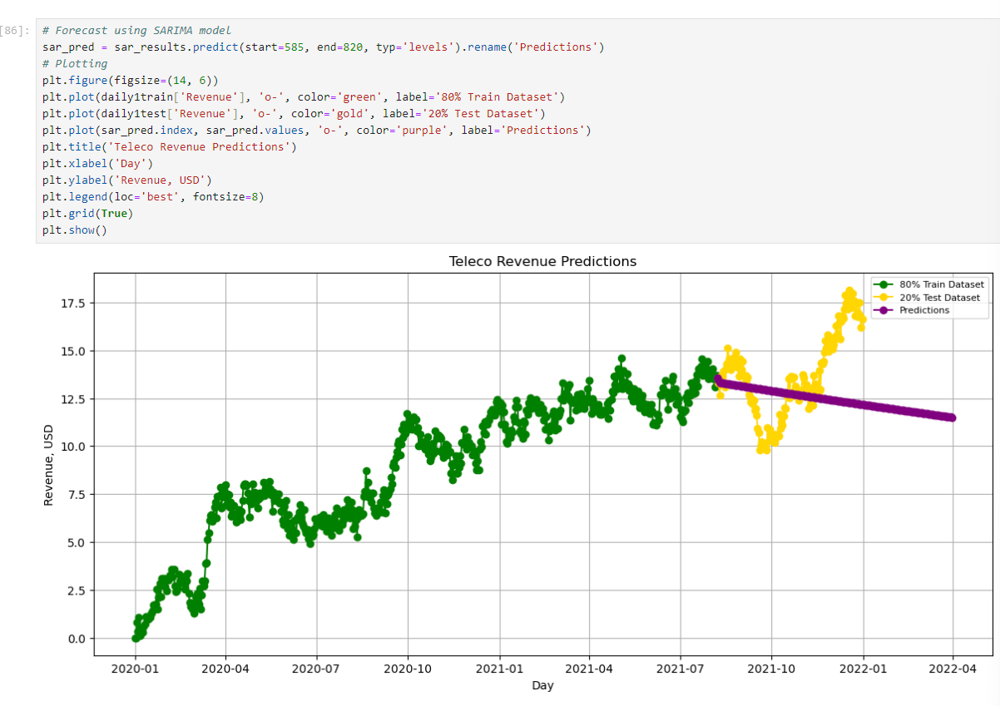 [86]:
# Forecast using SARIMA model
sar_pred = sar_results.predict(start=585, end=820, typ='levels').rename('Predictions')
# Plotting
plt.figure(figsize=(14, 6))
plt.plot(daily1train['Revenue'], 'o-', color='green', label='80% Train Dataset')
plt.plot(daily1test['Revenue'], 'o-', color='gold', label='20% Test Dataset')
plt.plot(sar_pred.index, sar_pred.values, 'o-', color='purple', label='Predictions')
plt.title('Teleco Revenue Predictions')
plt.xlabel('Day')
plt.ylabel('Revenue, USD')
plt.legend(loc='best', fontsize=8)
plt.grid(True)
plt.show()
Teleco Revenue Predictions
80% Train Dataset
20% Test Dataset
Predictions
17.5
15.0
12.5
10.0
7.5
5.0
2.5
0.0
Revenue, USD
2020-01 2020-04 2020-07 2020-10 2021-01 2021-04 2021-07 2021-10 2022-01 2022-04
Day